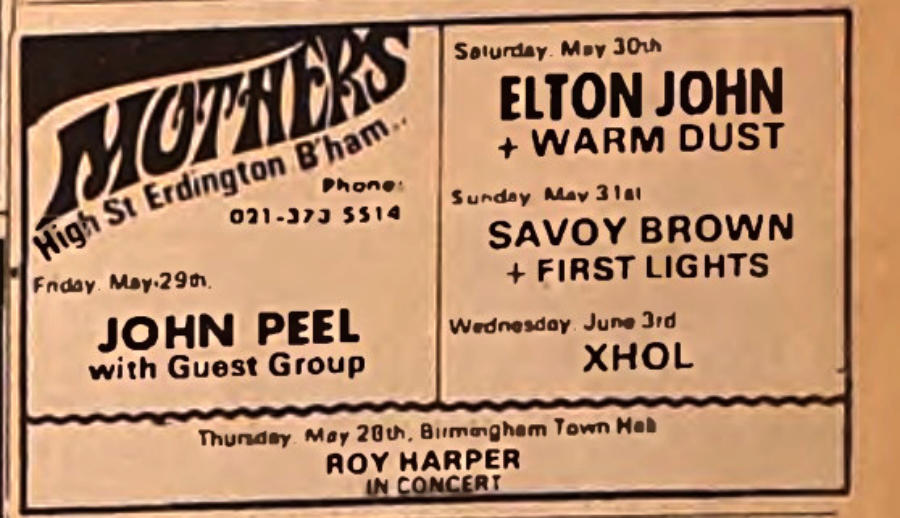 MOTHERS
High St Erdington B'ham..
Phone:
021-373 5514
Friday. May.29th.
JOHN PEEL
with Guest Group
Saturday. May 30th
ELTON JOHN
+ WARM DUST
Sunday May 31st
SAVOY BROWN
+ FIRST LIGHTS
Wednesday June 3rd
XHOL
Thursday. May 28th, Birmingham Town Hall
ROY HARPER
IN CONCERT